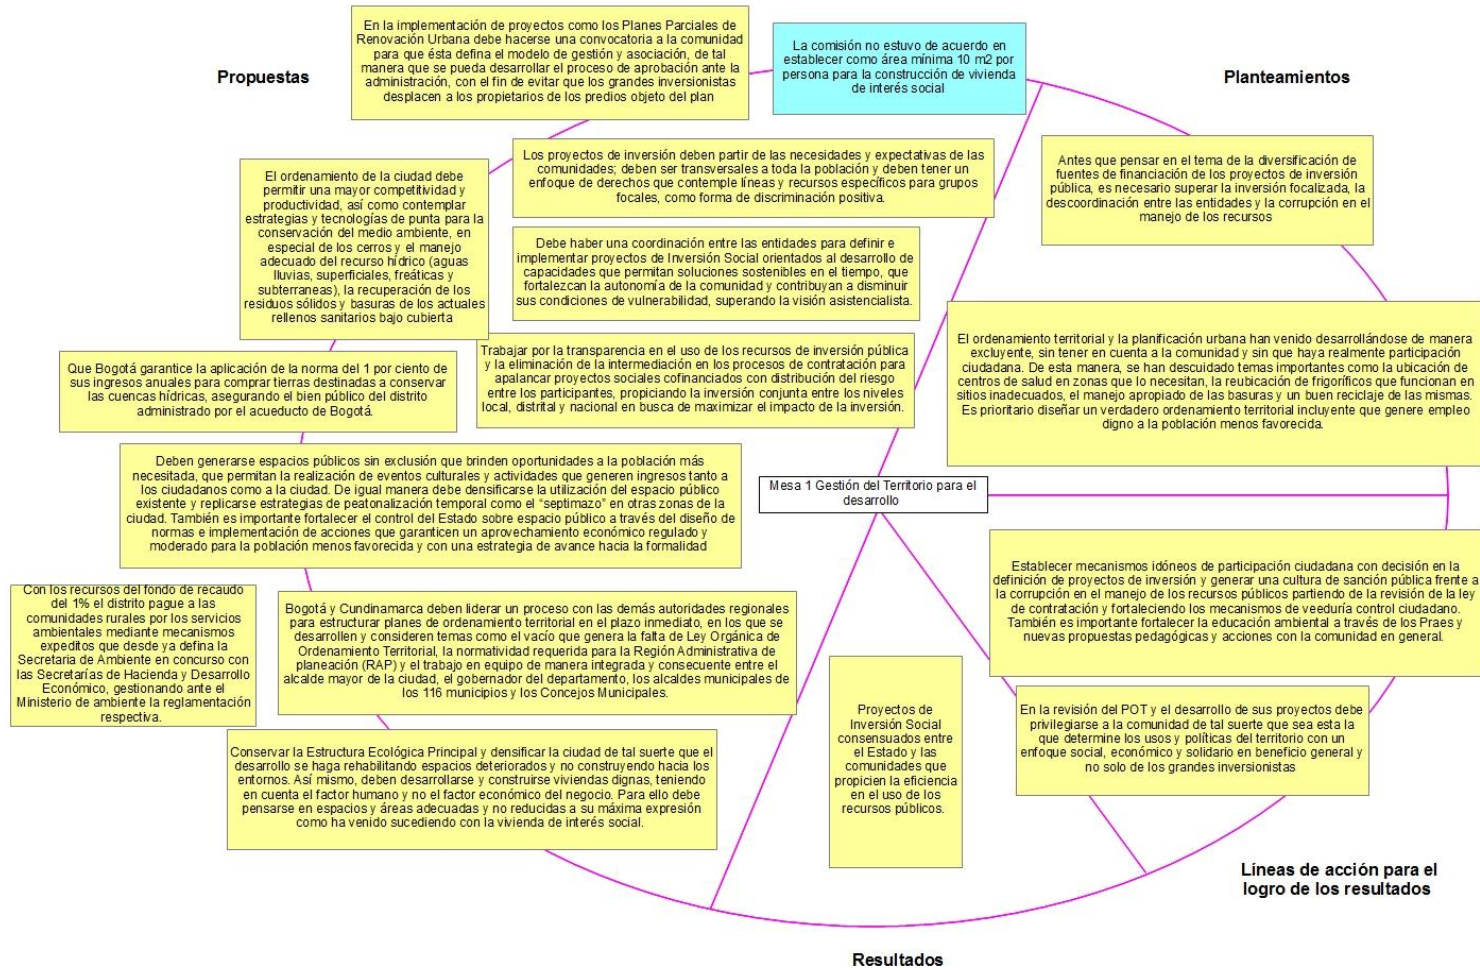 Propuestas
En la implementación de proyectos como los Planes Parciales de
Renovación Urbana debe hacerse una convocatoria a la comunidad
para que ésta defina el modelo de gestión y asociación, de tal
manera que se pueda desarrollar el proceso de aprobación ante la
administración, con el fin de evitar que los grandes inversionistas
desplacen a los propietarios de los predios objeto del plan
La comisión no estuvo de acuerdo en
establecer como área mínima 10 m2 por
persona para la construcción de vivienda
de interés social
Planteamientos
Los proyectos de inversión deben partir de las necesidades y expectativas de las
comunidades; deben ser transversales a toda la población y deben tener un
enfoque de derechos que contemple líneas y recursos específicos para grupos
focales, como forma de discriminación positiva.
Antes que pensar en el tema de la diversificación de
fuentes de financiación de los proyectos de inversión
pública, es necesario superar la inversión focalizada, la
descoordinación entre las entidades y la corrupción en el
manejo de los recursos
El ordenamiento de la ciudad debe
permitir una mayor competitividad y
productividad, así como contemplar
estrategias y tecnologías de punta para la
conservación del medio ambiente, en
especial de los cerros y el manejo
adecuado del recurso hídrico (aguas
lluvias, superficiales, freáticas y
subterraneas), la recuperación de los
residuos sólidos y basuras de los actuales
rellenos sanitarios bajo cubierta
Debe haber una coordinación entre las entidades para definir e
implementar proyectos de Inversión Social orientados al desarrollo de
capacidades que permitan soluciones sostenibles en el tiempo, que
fortalezcan la autonomía de la comunidad y contribuyan a disminuir
sus condiciones de vulnerabilidad, superando la visión asistencialista.
El ordenamiento territorial y la planificación urbana han venido desarrollándose de manera
excluyente, sin tener en cuenta a la comunidad y sin que haya realmente participación
ciudadana. De esta manera, se han descuidado temas importantes como la ubicación de
centros de salud en zonas que lo necesitan, la reubicación de frigoríficos que funcionan en
sitios inadecuados, el manejo apropiado de las basuras y un buen reciclaje de las mismas.
Es prioritario diseñar un verdadero ordenamiento territorial incluyente que genere empleo
digno a la población menos favorecida.
Trabajar por la transparencia en el uso de los recursos de inversión pública
y la eliminación de la intermediación en los procesos de contratación para
apalancar proyectos sociales cofinanciados con distribución del riesgo
entre los participantes, propiciando la inversión conjunta entre los niveles
local, distrital y nacional en busca de maximizar el impacto de la inversión.
Que Bogotá garantice la aplicación de la norma del 1 por ciento de
sus ingresos anuales para comprar tierras destinadas a conservar
las cuencas hídricas, asegurando el bien público del distrito
administrado por el acueducto de Bogotá.
Deben generarse espacios públicos sin exclusión que brinden oportunidades a la población más
necesitada, que permitan la realización de eventos culturales y actividades que generen ingresos tanto a
los ciudadanos como a la ciudad. De igual manera debe densificarse la utilización del espacio público
existente y replicarse estrategias de peatonalización temporal como el “septimazo” en otras zonas de la
ciudad. También es importante fortalecer el control del Estado sobre espacio público a través del diseño de
normas e implementación de acciones que garanticen un aprovechamiento económico regulado y
moderado para la población menos favorecida y con una estrategia de avance hacia la formalidad
Mesa 1 Gestión del Territorio para el
desarrollo
Establecer mecanismos idóneos de participación ciudadana con decisión en la
definición de proyectos de inversión y generar una cultura de sanción pública frente a
la corrupción en el manejo de los recursos públicos partiendo de la revisión de la ley
de contratación y fortaleciendo los mecanismos de veeduría control ciudadano.
También es importante fortalecer la educación ambiental a través de los Praes y
nuevas propuestas pedagógicas y acciones con la comunidad en general.
Con los recursos del fondo de recaudo
del 1% el distrito pague a las
comunidades rurales por los servicios
ambientales mediante mecanismos
expeditos que desde ya defina la
Secretaria de Ambiente en concurso con
las Secretarías de Hacienda y Desarrollo
Económico, gestionando ante el
Ministerio de ambiente la reglamentación
respectiva.
Bogotá y Cundinamarca deben liderar un proceso con las demás autoridades regionales
para estructurar planes de ordenamiento territorial en el plazo inmediato, en los que se
desarrollen y consideren temas como el vacío que genera la falta de Ley Orgánica de
Ordenamiento Territorial, la normatividad requerida para la Región Administrativa de
planeación (RAP) y el trabajo en equipo de manera integrada y consecuente entre el
alcalde mayor de la ciudad, el gobernador del departamento, los alcaldes municipales de
los 116 municipios y los Concejos Municipales.
Proyectos de
Inversión Social
consensuados entre
el Estado y las
comunidades que
propicien la eficiencia
en el uso de los
recursos públicos.
En la revisión del POT y el desarrollo de sus proyectos debe
privilegiarse a la comunidad de tal suerte que sea esta la
que determine los usos y políticas del territorio con un
enfoque social, económico y solidario en beneficio general y
no solo de los grandes inversionistas
Conservar la Estructura Ecológica Principal y densificar la ciudad de tal suerte que el
desarrollo se haga rehabilitando espacios deteriorados y no construyendo hacia los
entornos. Así mismo, deben desarrollarse y construirse viviendas dignas, teniendo
en cuenta el factor humano y no el factor económico del negocio. Para ello debe
pensarse en espacios y áreas adecuadas y no reducidas a su máxima expresión
como ha venido sucediendo con la vivienda de interés social.
Líneas de acción para el
logro de los resultados
Resultados